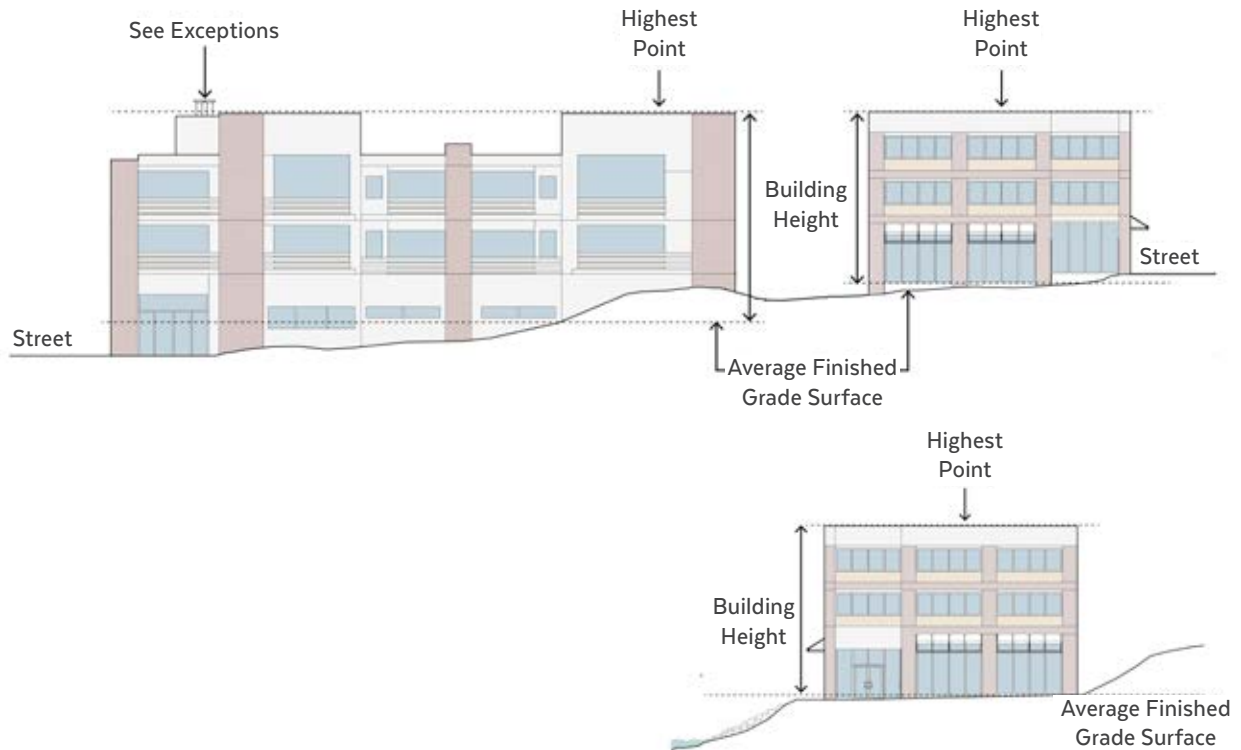 See Exceptions
Highest
Point
Highest
Point
Building
Height
Street
Street
Average Finished
Grade Surface
Highest
Point
Building
Height
Average Finished
Grade Surface